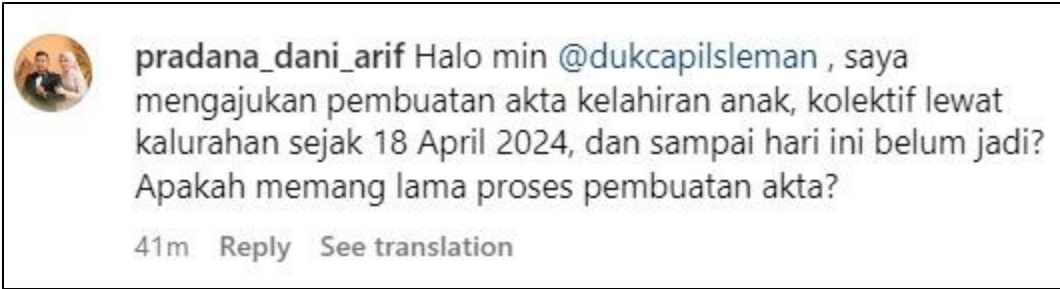 pradana_dani_arif Halo min @dukcapilsleman , saya
mengajukan pembuatan akta kelahiran anak, kolektif lewat
kalurahan sejak 18 April 2024, dan sampai hari ini belum jadi?
Apakah memang lama proses pembuatan akta?
41m Reply See translation